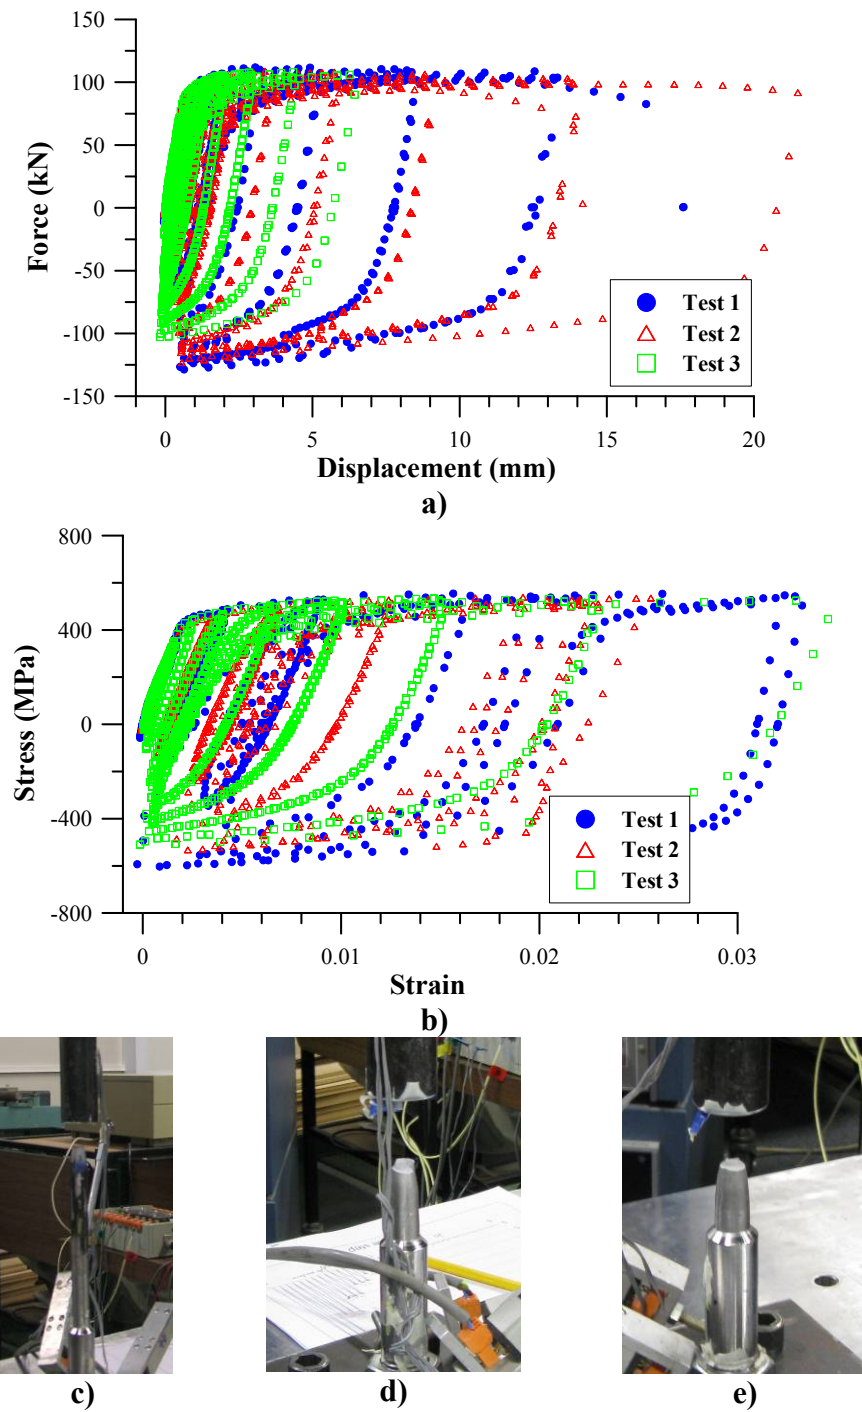 150
100
50
0
-50
-100
-150
Force (kN)
Test 1
Test 2
Test 3
0 5 10 15 20
Displacement (mm)
a)
800
400
0
-400
-800
Stress (MPa)
Test 1
Test 2
Test 3
0 0.01 0.02 0.03
Strain
b)
c) d) e)